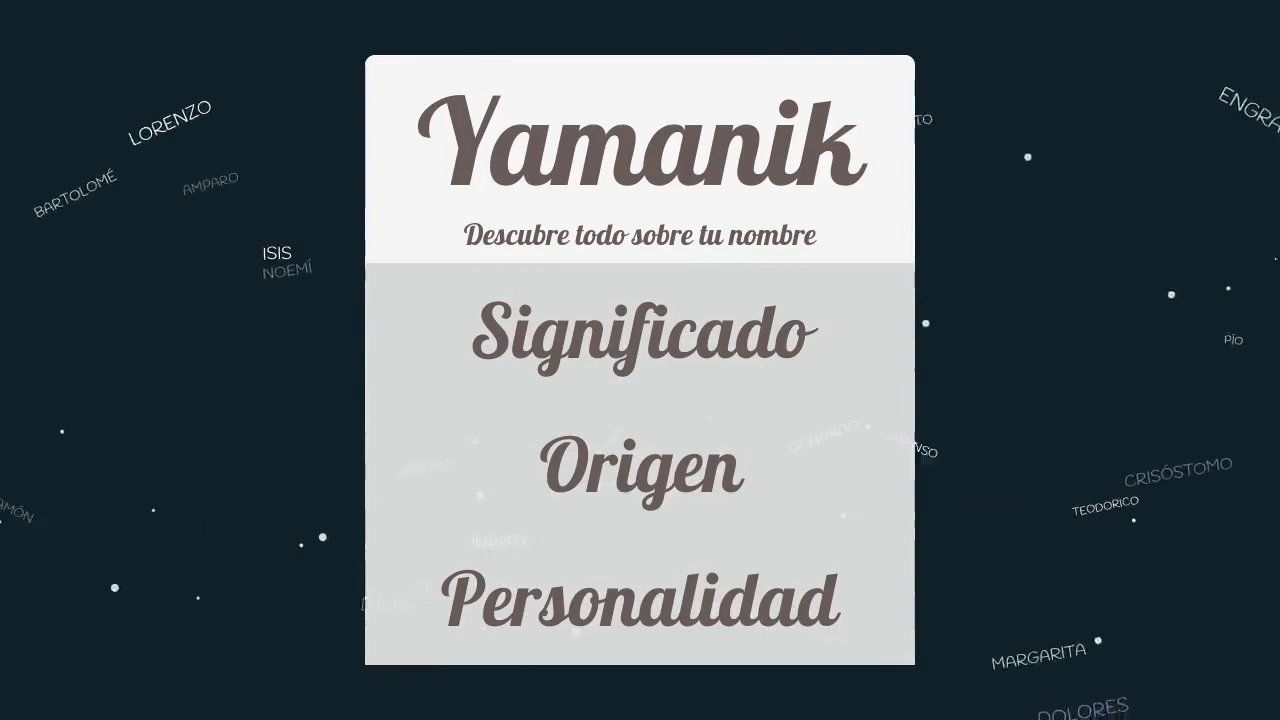 Yamanik
Descubre todo sobre tu nombre
Significado
Origen
Personalidad
LORENZO
BARTOLOMÉ
AMPARO
ISIS
NOEMÍ
PÍO
CRISÓSTOMO
TEODORICO
MARGARITA
DOLORES